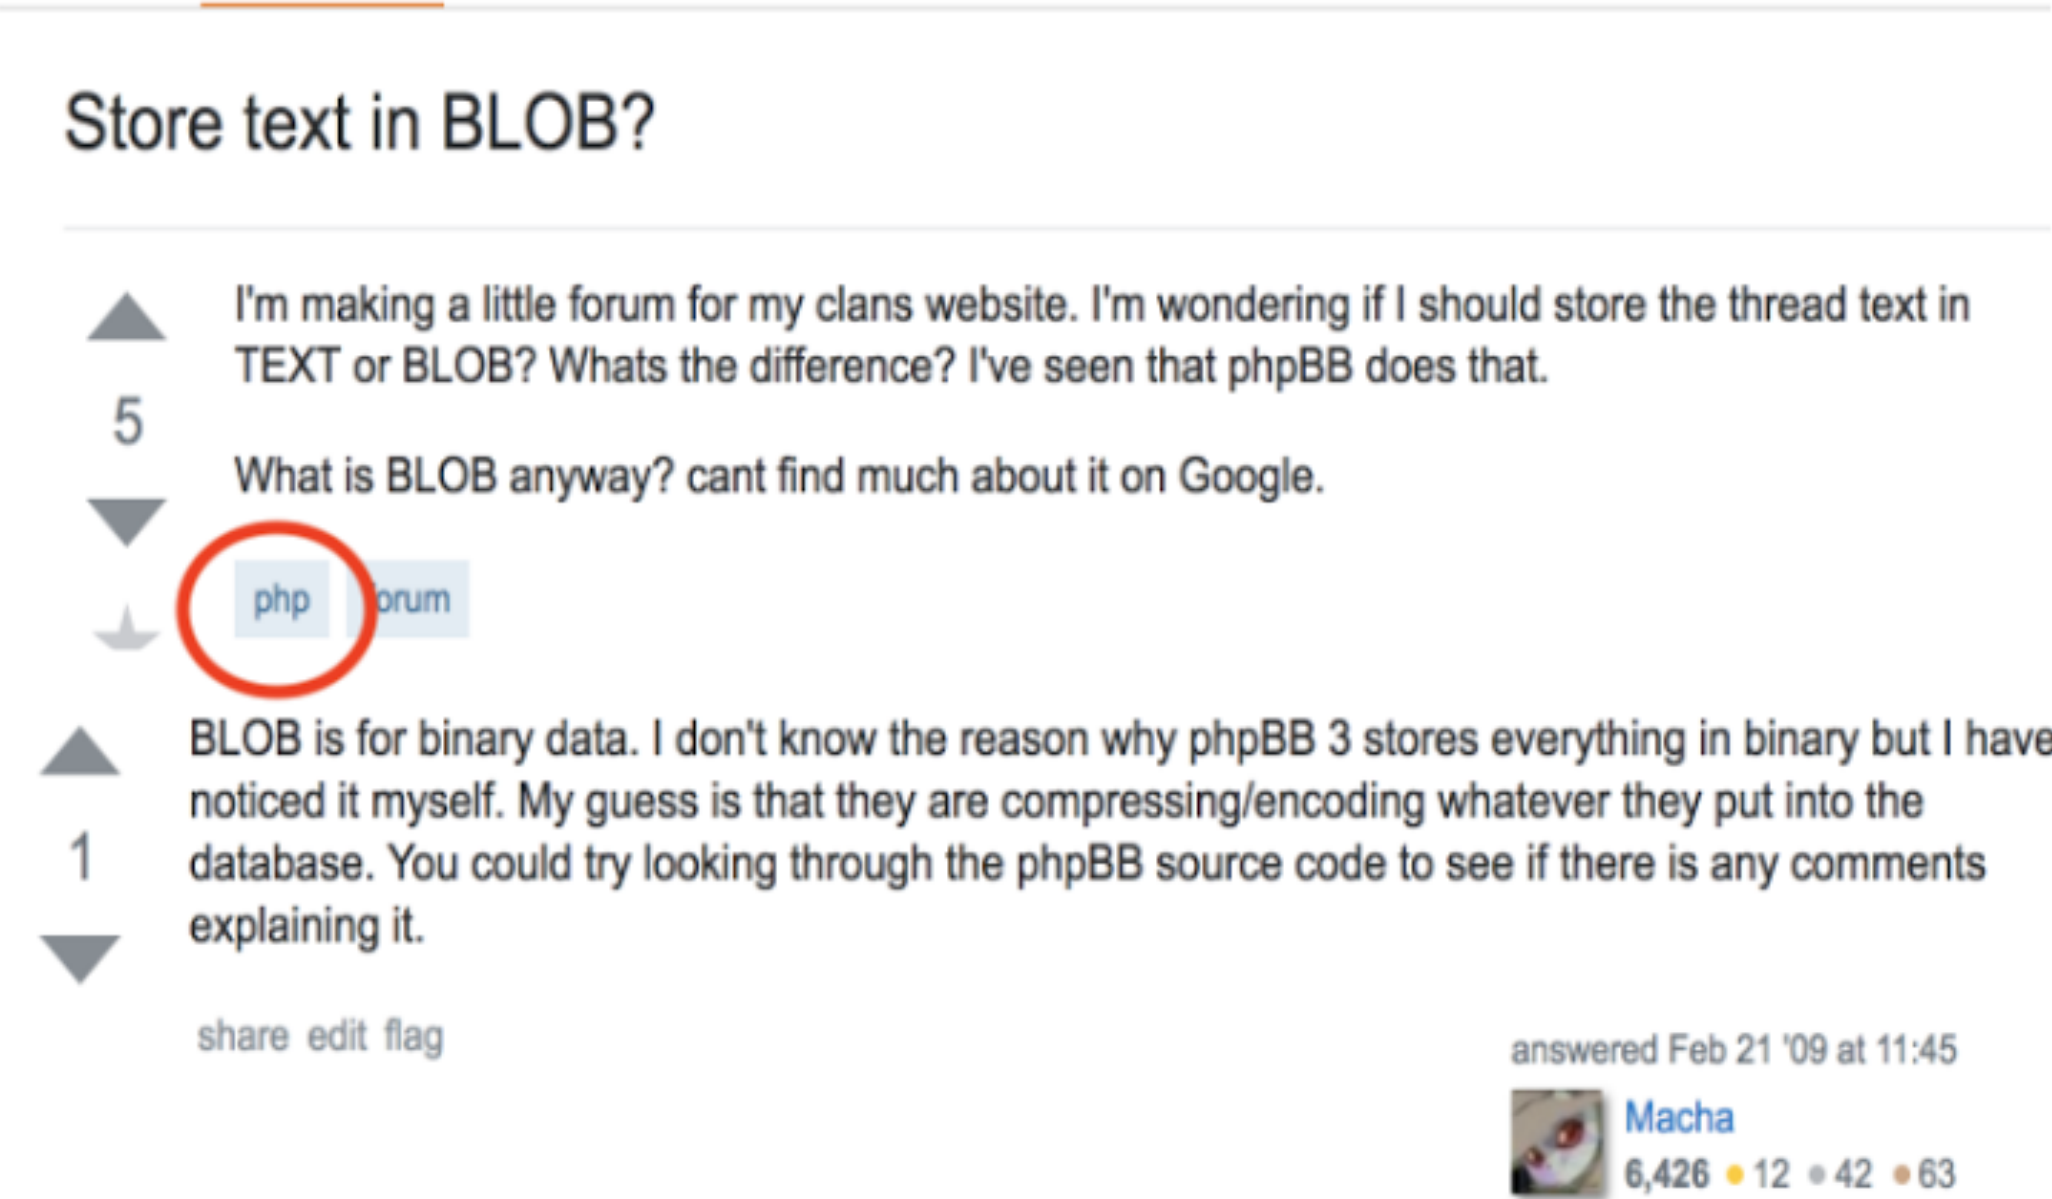 Store text in BLOB?
I'm making a little forum for my clans website. I'm wondering if I should store the thread text in
TEXT or BLOB? Whats the difference? I've seen that phpBB does that.
5
What is BLOB anyway? cant find much about it on Google.
php forum
BLOB is for binary data. I don't know the reason why phpBB 3 stores everything in binary but I have
noticed it myself. My guess is that they are compressing/encoding whatever they put into the
1
database. You could try looking through the phpBB source code to see if there is any comments
explaining it.
share edit flag
answered Feb 21 '09 at 11:45
Macha
6,426 12 42 63